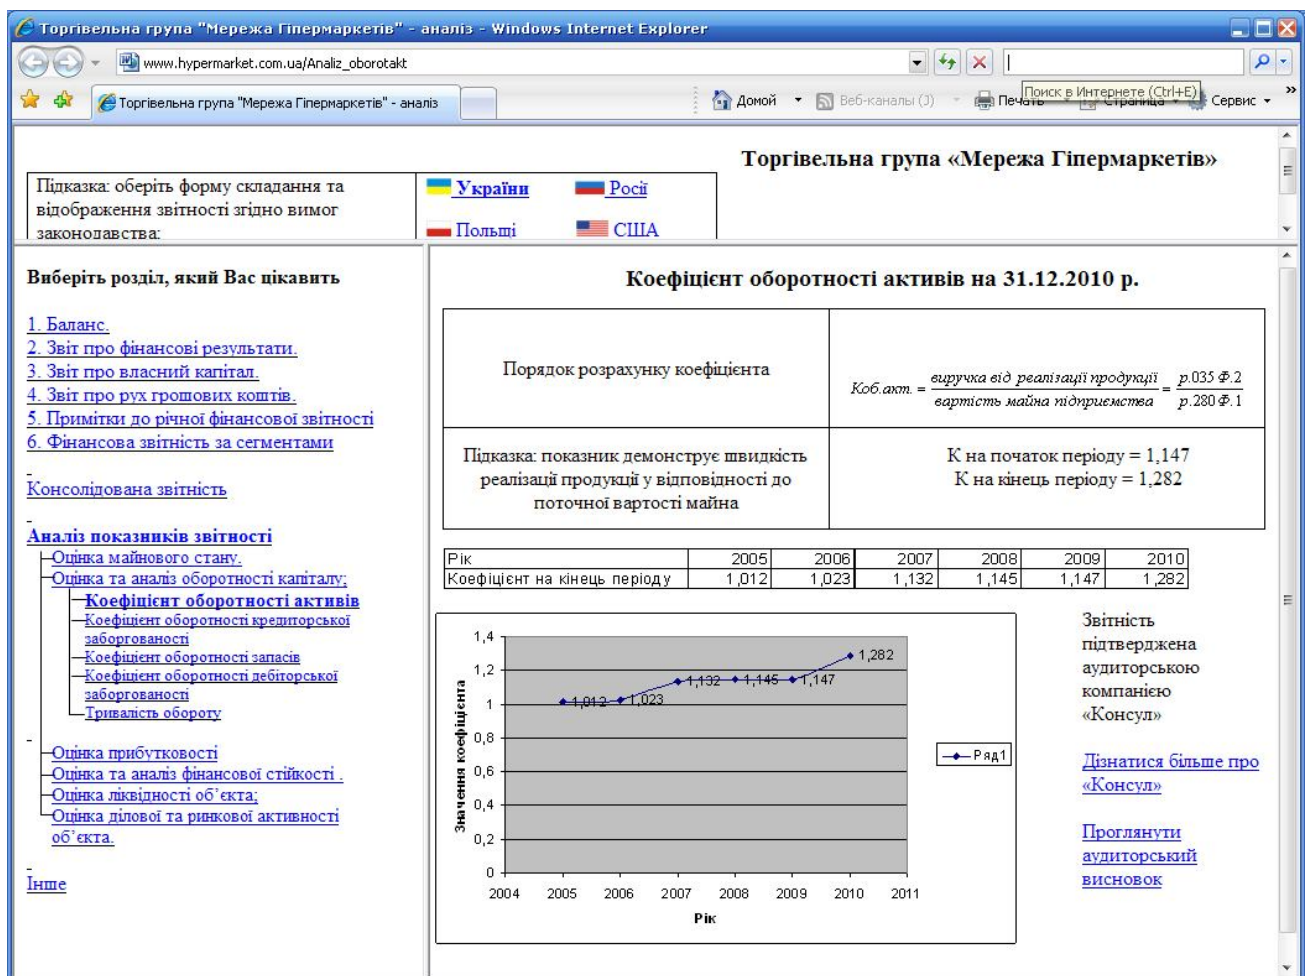 Торгівельна група "Мережа Гіпермаркетів" - аналіз - Windows Internet Explorer
www.hypermarket.com.ua/Analiz_oborotakt
Торгівельна група "Мережа Гіпермаркетів" - аналіз
Домой
Веб-каналы (J)
Печать
Страница
Сервис
»
Поиск в Интернете (Ctrl+E)
Торгівельна група «Мережа Гіпермаркетів»
Підказка: оберіть форму складання та
відображення звітності згідно вимог
законодавства:
України
Росії
Польщі
США
Виберіть розділ, який Вас цікавить
1. Баланс.
2. Звіт про фінансові результати.
3. Звіт про власний капітал.
4. Звіт про рух грошових коштів.
5. Примітки до річної фінансової звітності
6. Фінансова звітність за сегментами
Консолідована звітність
Аналіз показників звітності
Оцінка майнового стану.
Оцінка та аналіз оборотності капіталу;
Коефіцієнт оборотності активів
Коефіцієнт оборотності кредиторської
заборгованості
Коефіцієнт оборотності запасів
Коефіцієнт оборотності дебіторської
заборгованості
Тривалість обороту
Оцінка прибутковості
Оцінка та аналіз фінансової стійкості .
Оцінка ліквідності об’єкта;
Оцінка ділової та ринкової активності
об’єкта.
Інше
Коефіцієнт оборотності активів на 31.12.2010 р.
Порядок розрахунку коефіцієнта
Коб.акт. = виручка від реалізації продукції / вартість майна підприємства = р.035 Ф.2 / р.280 Ф.1
Підказка: показник демонструє швидкість
реалізації продукції у відповідності до
поточної вартості майна
К на початок періоду = 1,147
К на кінець періоду = 1,282
Рік 2005 2006 2007 2008 2009 2010
Коефіцієнт на кінець періоду 1,012 1,023 1,132 1,145 1,147 1,282
Значення коефіцієнта
1,4
1,2
1
0,8
0,6
0,4
0,2
0
1,012
1,023
1,132
1,145
1,147
1,282
2004 2005 2006 2007 2008 2009 2010 2011
Рік
Ряд1
Звітність
підтверджена
аудиторською
компанією
«Консул»
Дізнатися більше про
«Консул»
Проглянути
аудиторський
висновок